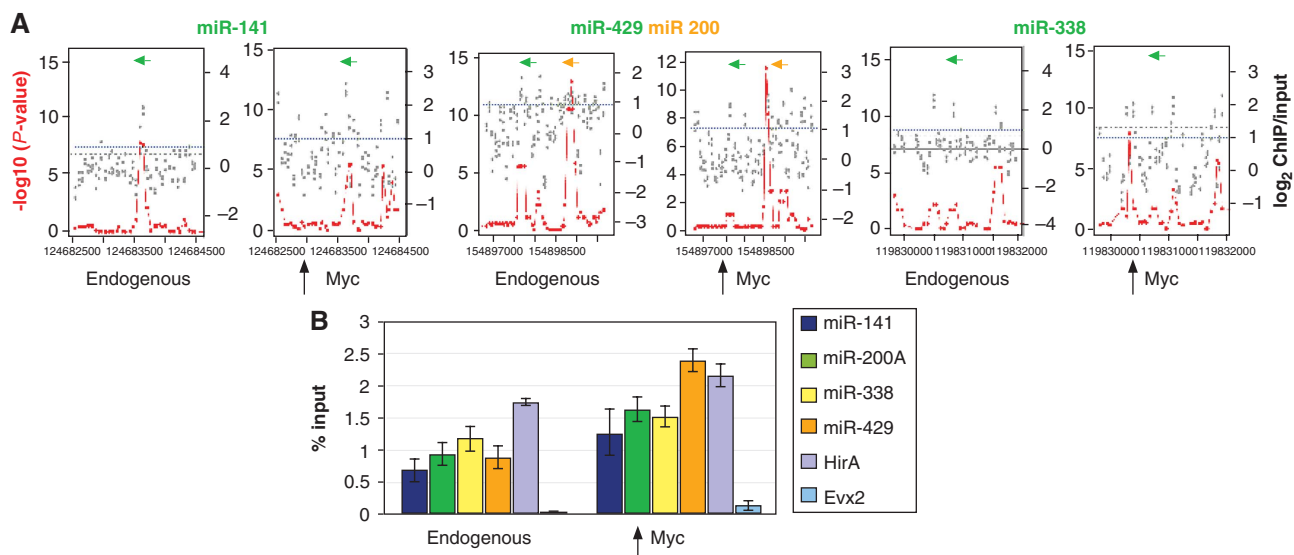 A
miR-141
miR-429 miR 200
miR-338
-log10 (P-value)
15
10
5
0
4
2
0
−2
124682500 124683500 124684500
Endogenous
15
10
5
0
3
2
1
0
−1
124682500 124683500 124684500
Myc
15
10
5
0
2
1
0
−1
−2
−3
154897000 154898500
Endogenous
12
10
8
6
4
2
0
3
2
1
0
−1
−2
154897000 154898500
Myc
15
10
5
0
4
2
0
−2
−4
119830000 119831000 119832000
Endogenous
15
10
5
0
3
2
1
0
−1
119830000 119831000 119832000
Myc
log2 ChIP/input
B
% input
3
2.5
2
1.5
1
0.5
0
Endogenous
Myc
miR-141
miR-200A
miR-338
miR-429
HirA
Evx2